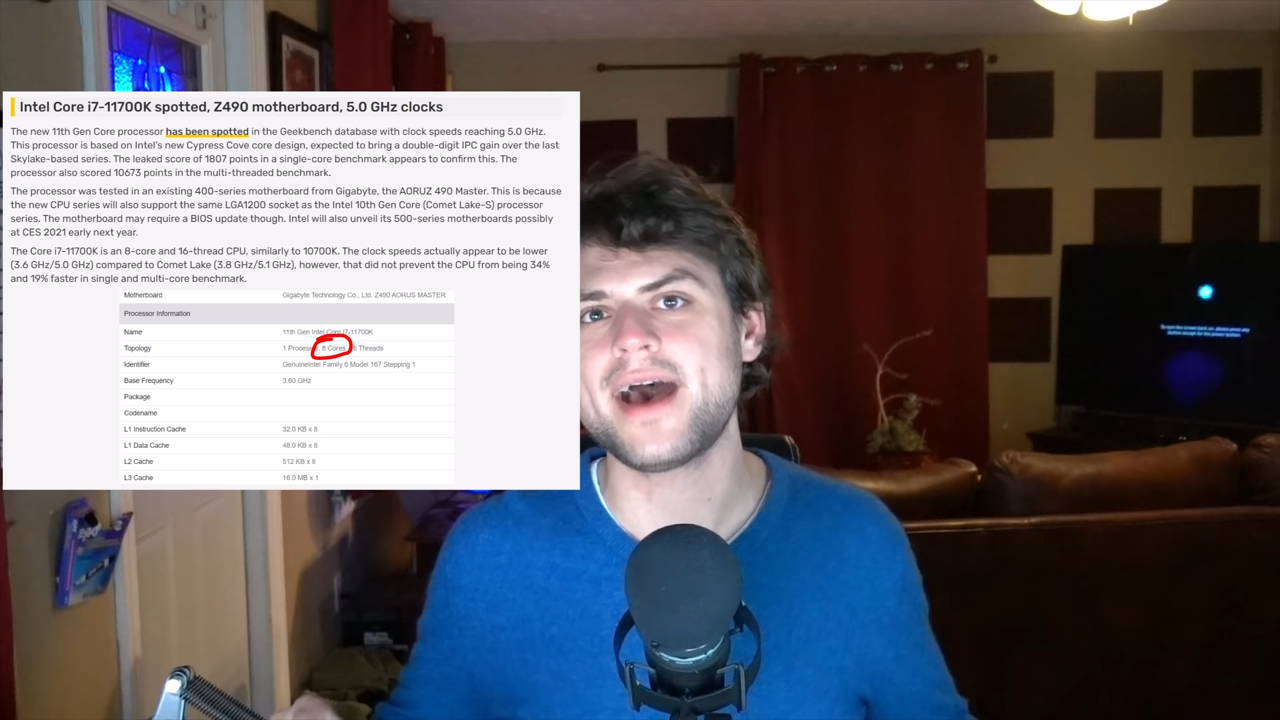 Intel Core i7-11700K spotted, Z490 motherboard, 5.0 GHz clocks
The new 11th Gen Core processor has been spotted in the Geekbench database with clock speeds reaching 5.0 GHz.
This processor is based on Intel's new Cypress Cove core design, expected to bring a double-digit IPC gain over the last
Skylake-based series. The leaked score of 1807 points in a single-core benchmark appears to confirm this. The
processor also scored 10673 points in the multi-threaded benchmark.
The processor was tested in an existing 400-series motherboard from Gigabyte, the AORUZ 490 Master. This is because
the new CPU series will also support the same LGA1200 socket as the Intel 10th Gen Core (Comet Lake-S) processor
series. The motherboard may require a BIOS update though. Intel will also unveil its 500-series motherboards possibly
at CES 2021 early next year.
The Core i7-11700K is an 8-core and 16-thread CPU, similarly to 10700K. The clock speeds actually appear to be lower
(3.6 GHz/5.0 GHz) compared to Comet Lake (3.8 GHz/5.1 GHz), however, that did not prevent the CPU from being 34%
and 19% faster in single and multi-core benchmark.
Motherboard Gigabyte Technology Co., Ltd. Z490 AORUS MASTER
Processor Information
Name 11th Gen Intel Core i7-11700K
Topology 1 Processor, 8 Cores, Threads
Identifier GenuineIntel Family 6 Model 167 Stepping 1
Base Frequency 3.60 GHz
Package
Codename
L1 Instruction Cache 32.0 KB x 8
L1 Data Cache 48.0 KB x 8
L2 Cache 512 KB x 8
L3 Cache 16.0 MB x 1